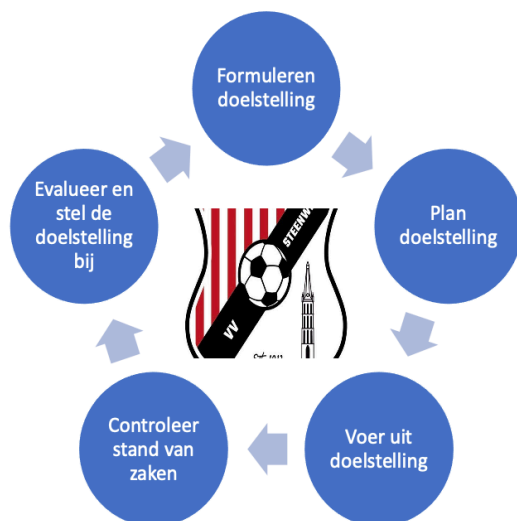 Formuleren
doelstelling
Plan
doelstelling
Voer uit
doelstelling
Controleer
stand van
zaken
Evalueer en
stel de
doelstelling
bij
VV